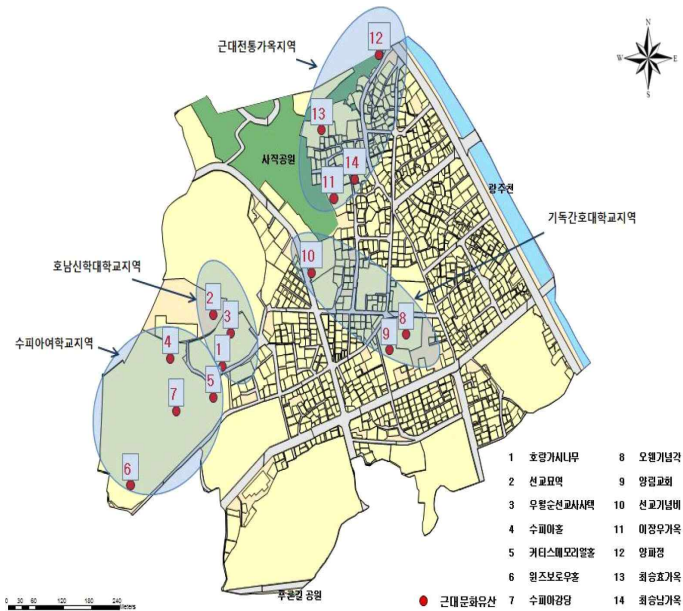 근대전통가옥지역
N
W E
S
12
13
사직공원
14
11
광주천
기독간호대학교지역
10
호남신학대학교지역
2
3
8
수피아여학교지역
4
1
9
5
7
6
1 호랑가시나무
2 선교묘역
3 우월순선교사사택
4 수피아홀
5 커티스메모리얼홀
6 윈즈보로우홀
7 수피아강당
8 오웬기념각
9 양림교회
10 선교기념비
11 이장우가옥
12 양파정
13 최승효가옥
14 최승남가옥
근대문화유산
푸른길 공원
0 30 60 120 180 240 Meters